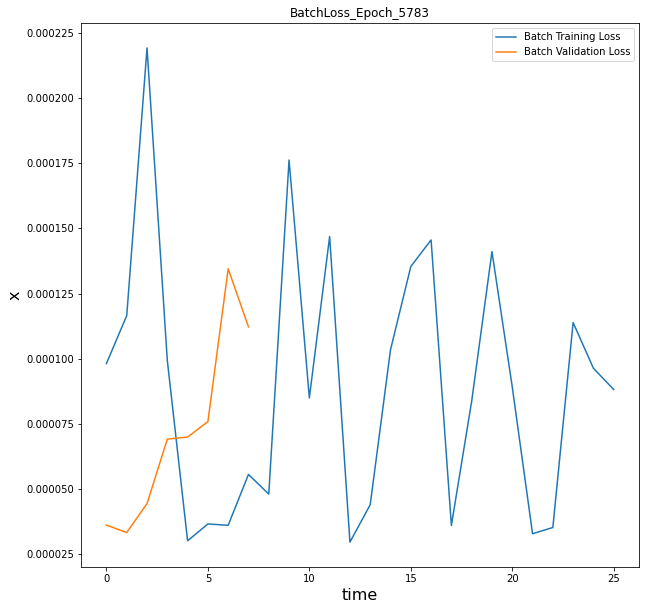 BatchLoss_Epoch_5783
Batch Training Loss
Batch Validation Loss
0.000225
0.000200
0.000175
0.000150
0.000125
0.000100
0.000075
0.000050
0.000025
x
0 5 10 15 20 25
time